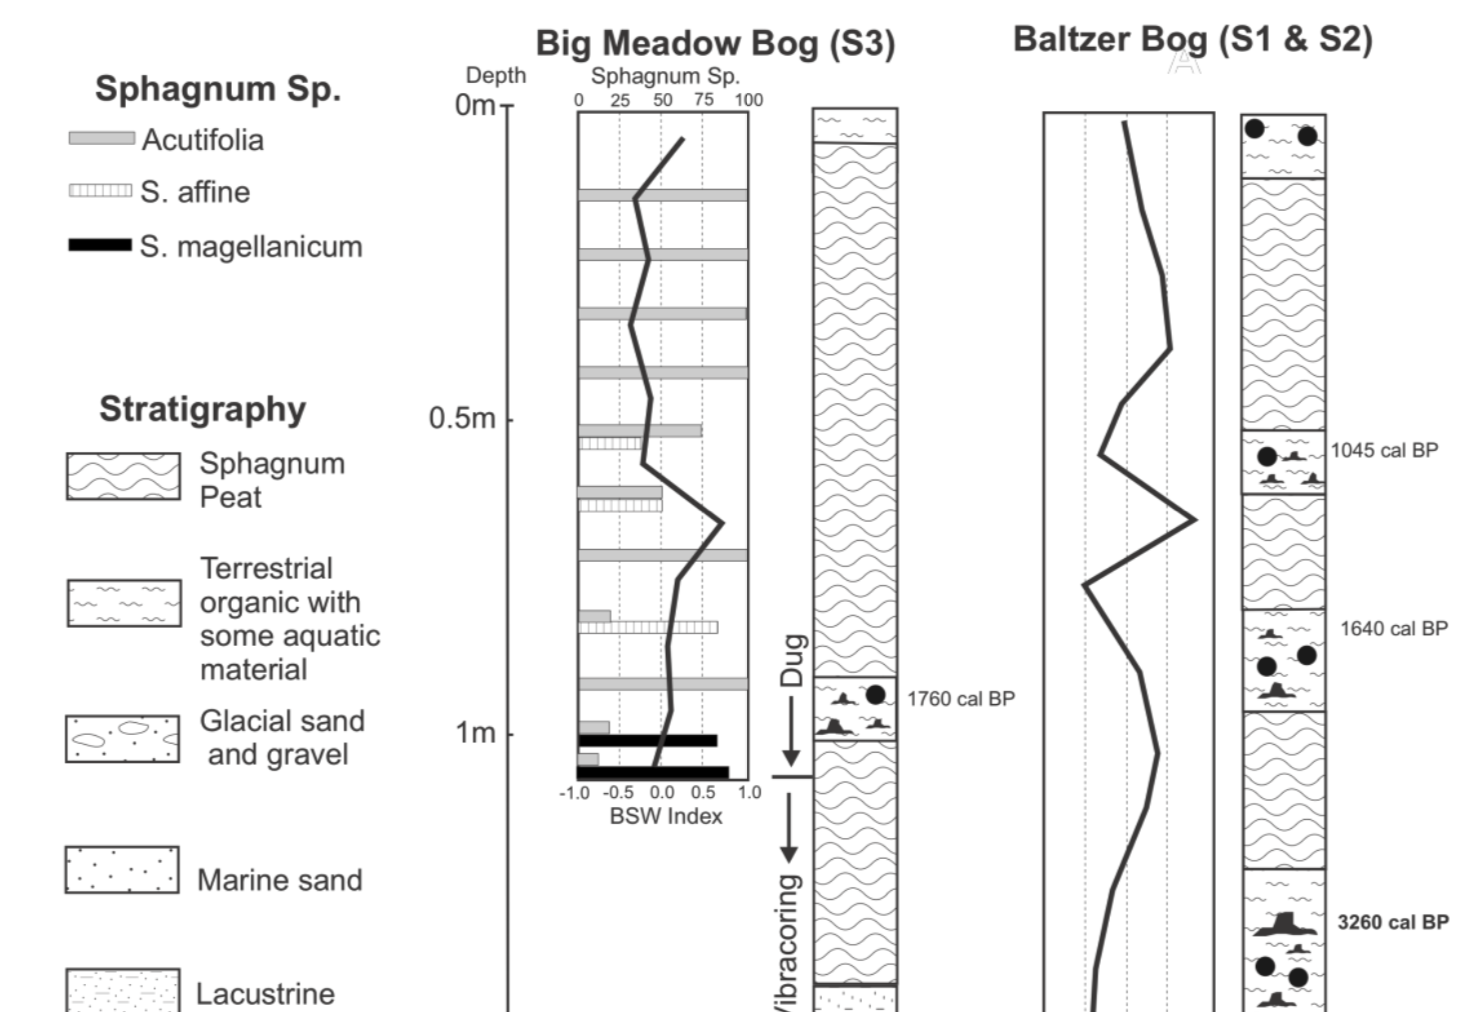 Big Meadow Bog (S3)
Baltzer Bog (S1 & S2)
A
Depth
Sphagnum Sp.
0 25 50 75 100
0m
0.5m
1m
-1.0 -0.5 0.0 0.5 1.0
BSW Index
Sphagnum Sp.
Acutifolia
S. affine
S. magellanicum
Stratigraphy
Sphagnum
Peat
Terrestrial
organic with
some aquatic
material
Glacial sand
and gravel
Marine sand
Lacustrine
Dug
Vibracoring
1760 cal BP
1045 cal BP
1640 cal BP
3260 cal BP